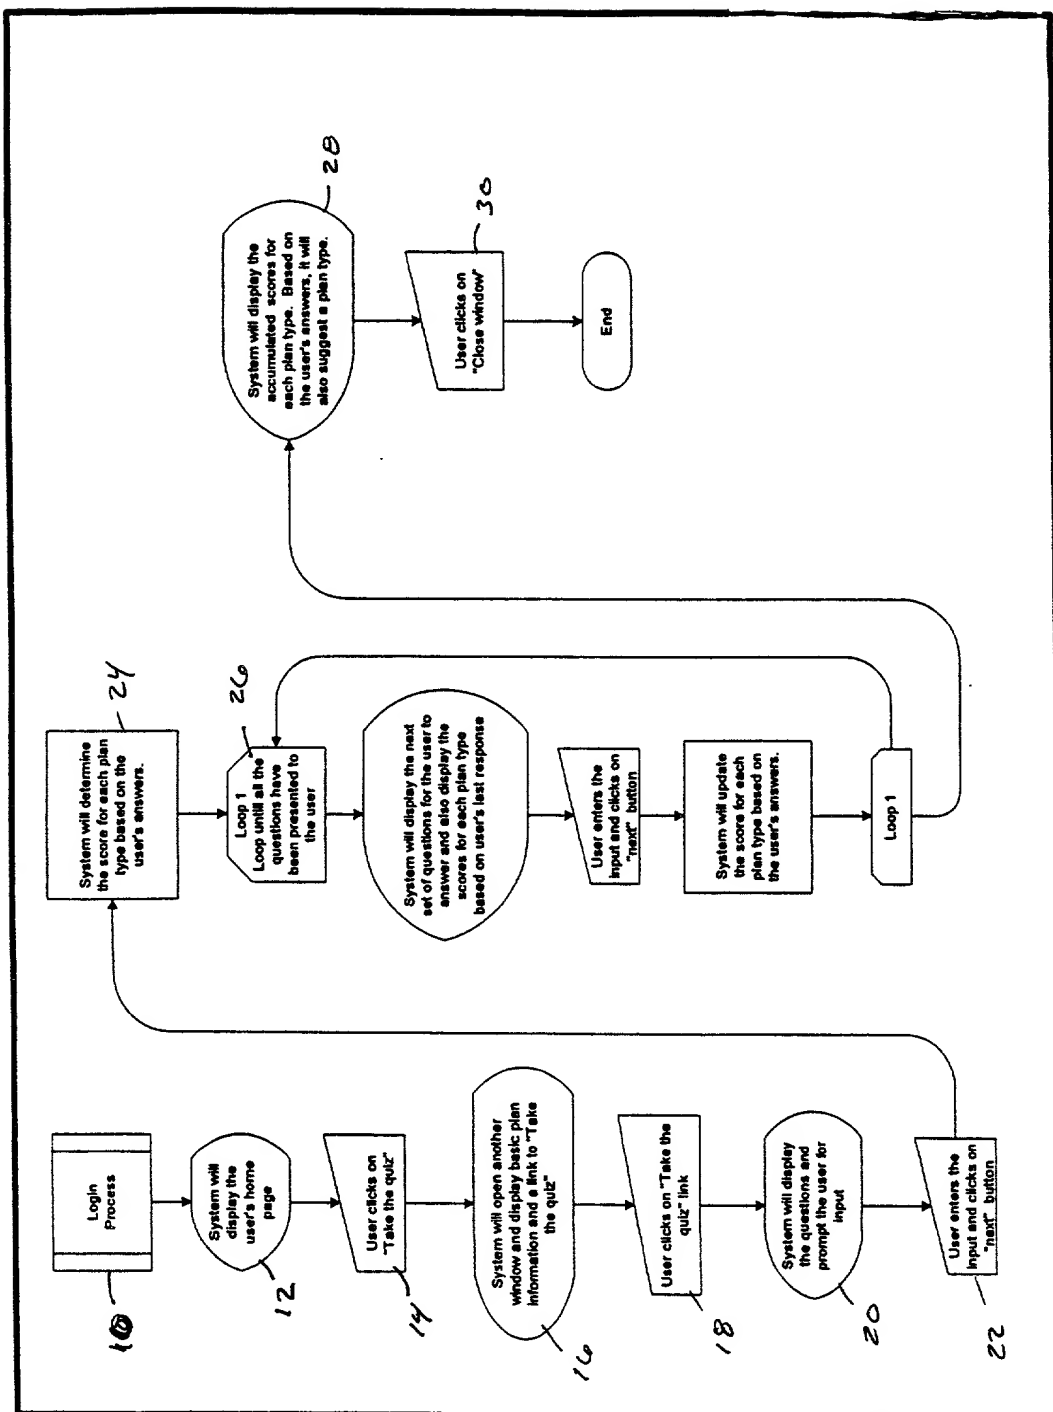 Login
Process
10
System will
display the
user's home
page
12
User clicks on
"Take the quiz"
14
System will open another
window and display basic plan
information and a link to "Take
the quiz"
16
User clicks on "Take the
quiz" link
18
System will display
the questions and
prompt the user for
input
20
User enters the
input and clicks on
"next" button
22
System will determine
the score for each plan
type based on the
user's answers.
24
Loop 1
Loop until all the
questions have
been presented to
the user
26
System will display the next
set of questions for the user to
answer and also display the
scores for each plan type
based on user's last response
User enters the
input and clicks on
"next" button
System will update
the score for each
plan type based on
the user's answers.
Loop 1
System will display the
accumulated scores for
each plan type. Based on
the user's answers, it will
also suggest a plan type.
28
User clicks on
"Close window"
30
End